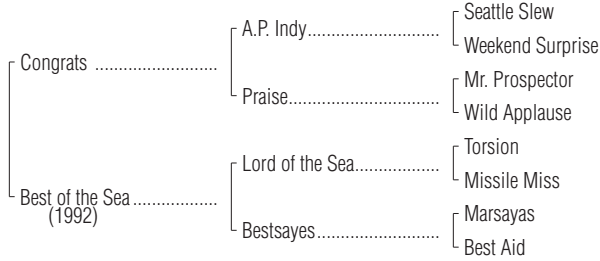 Seattle Slew
A.P. Indy............................
Weekend Surprise
Congrats ..........................
Mr. Prospector
Praise................................
Wild Applause
Torsion
Lord of the Sea..................
Missile Miss
Best of the Sea..................
(1992)
Marsayas
Bestsayes..........................
Best Aid